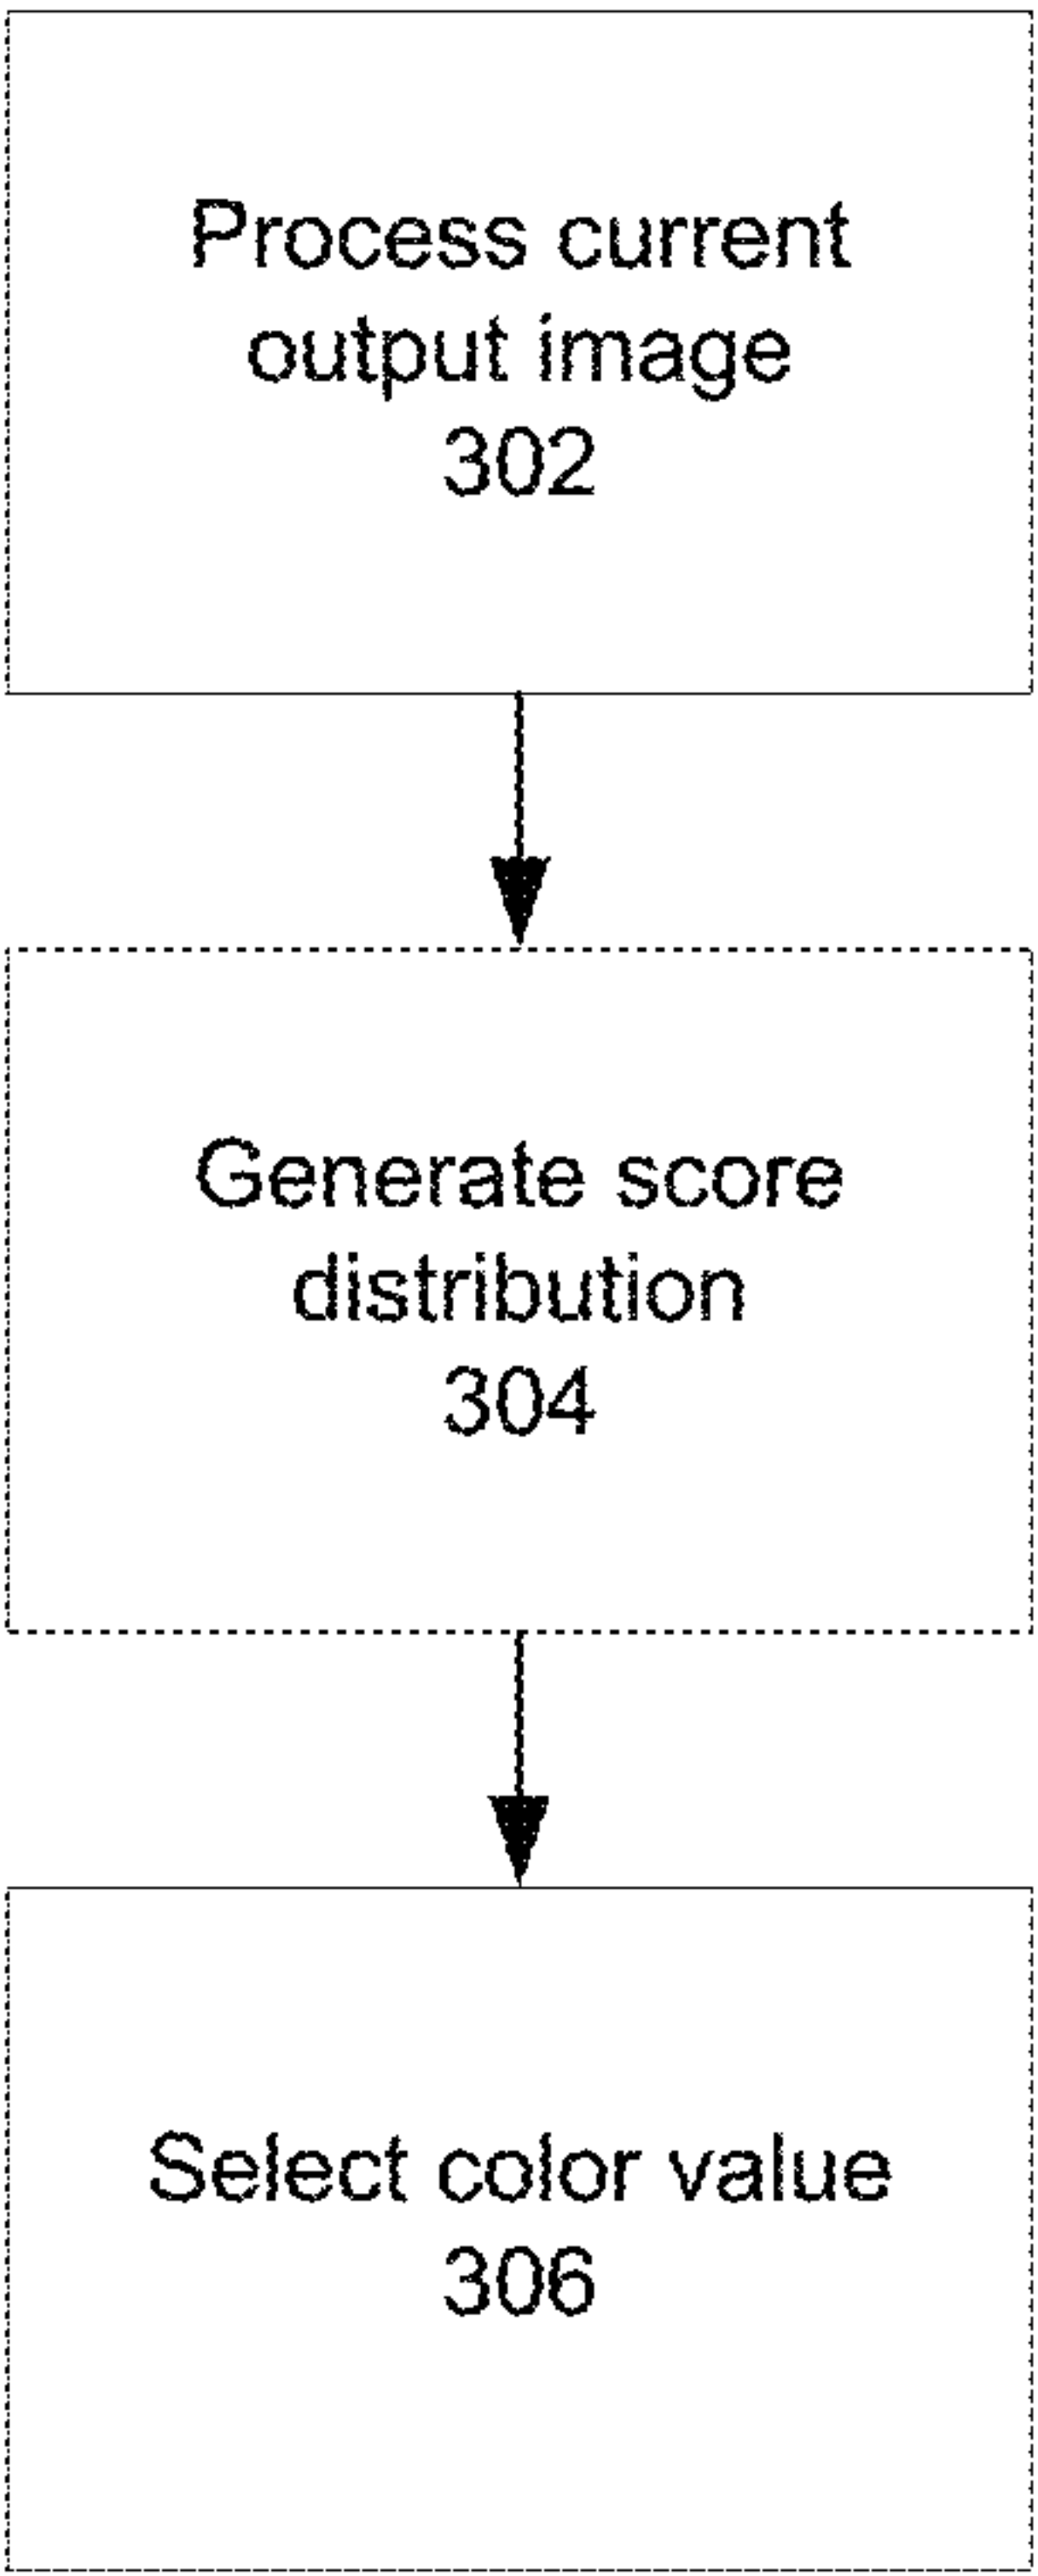 Process current
output image
302
Generate score
distribution
304
Select color value
306